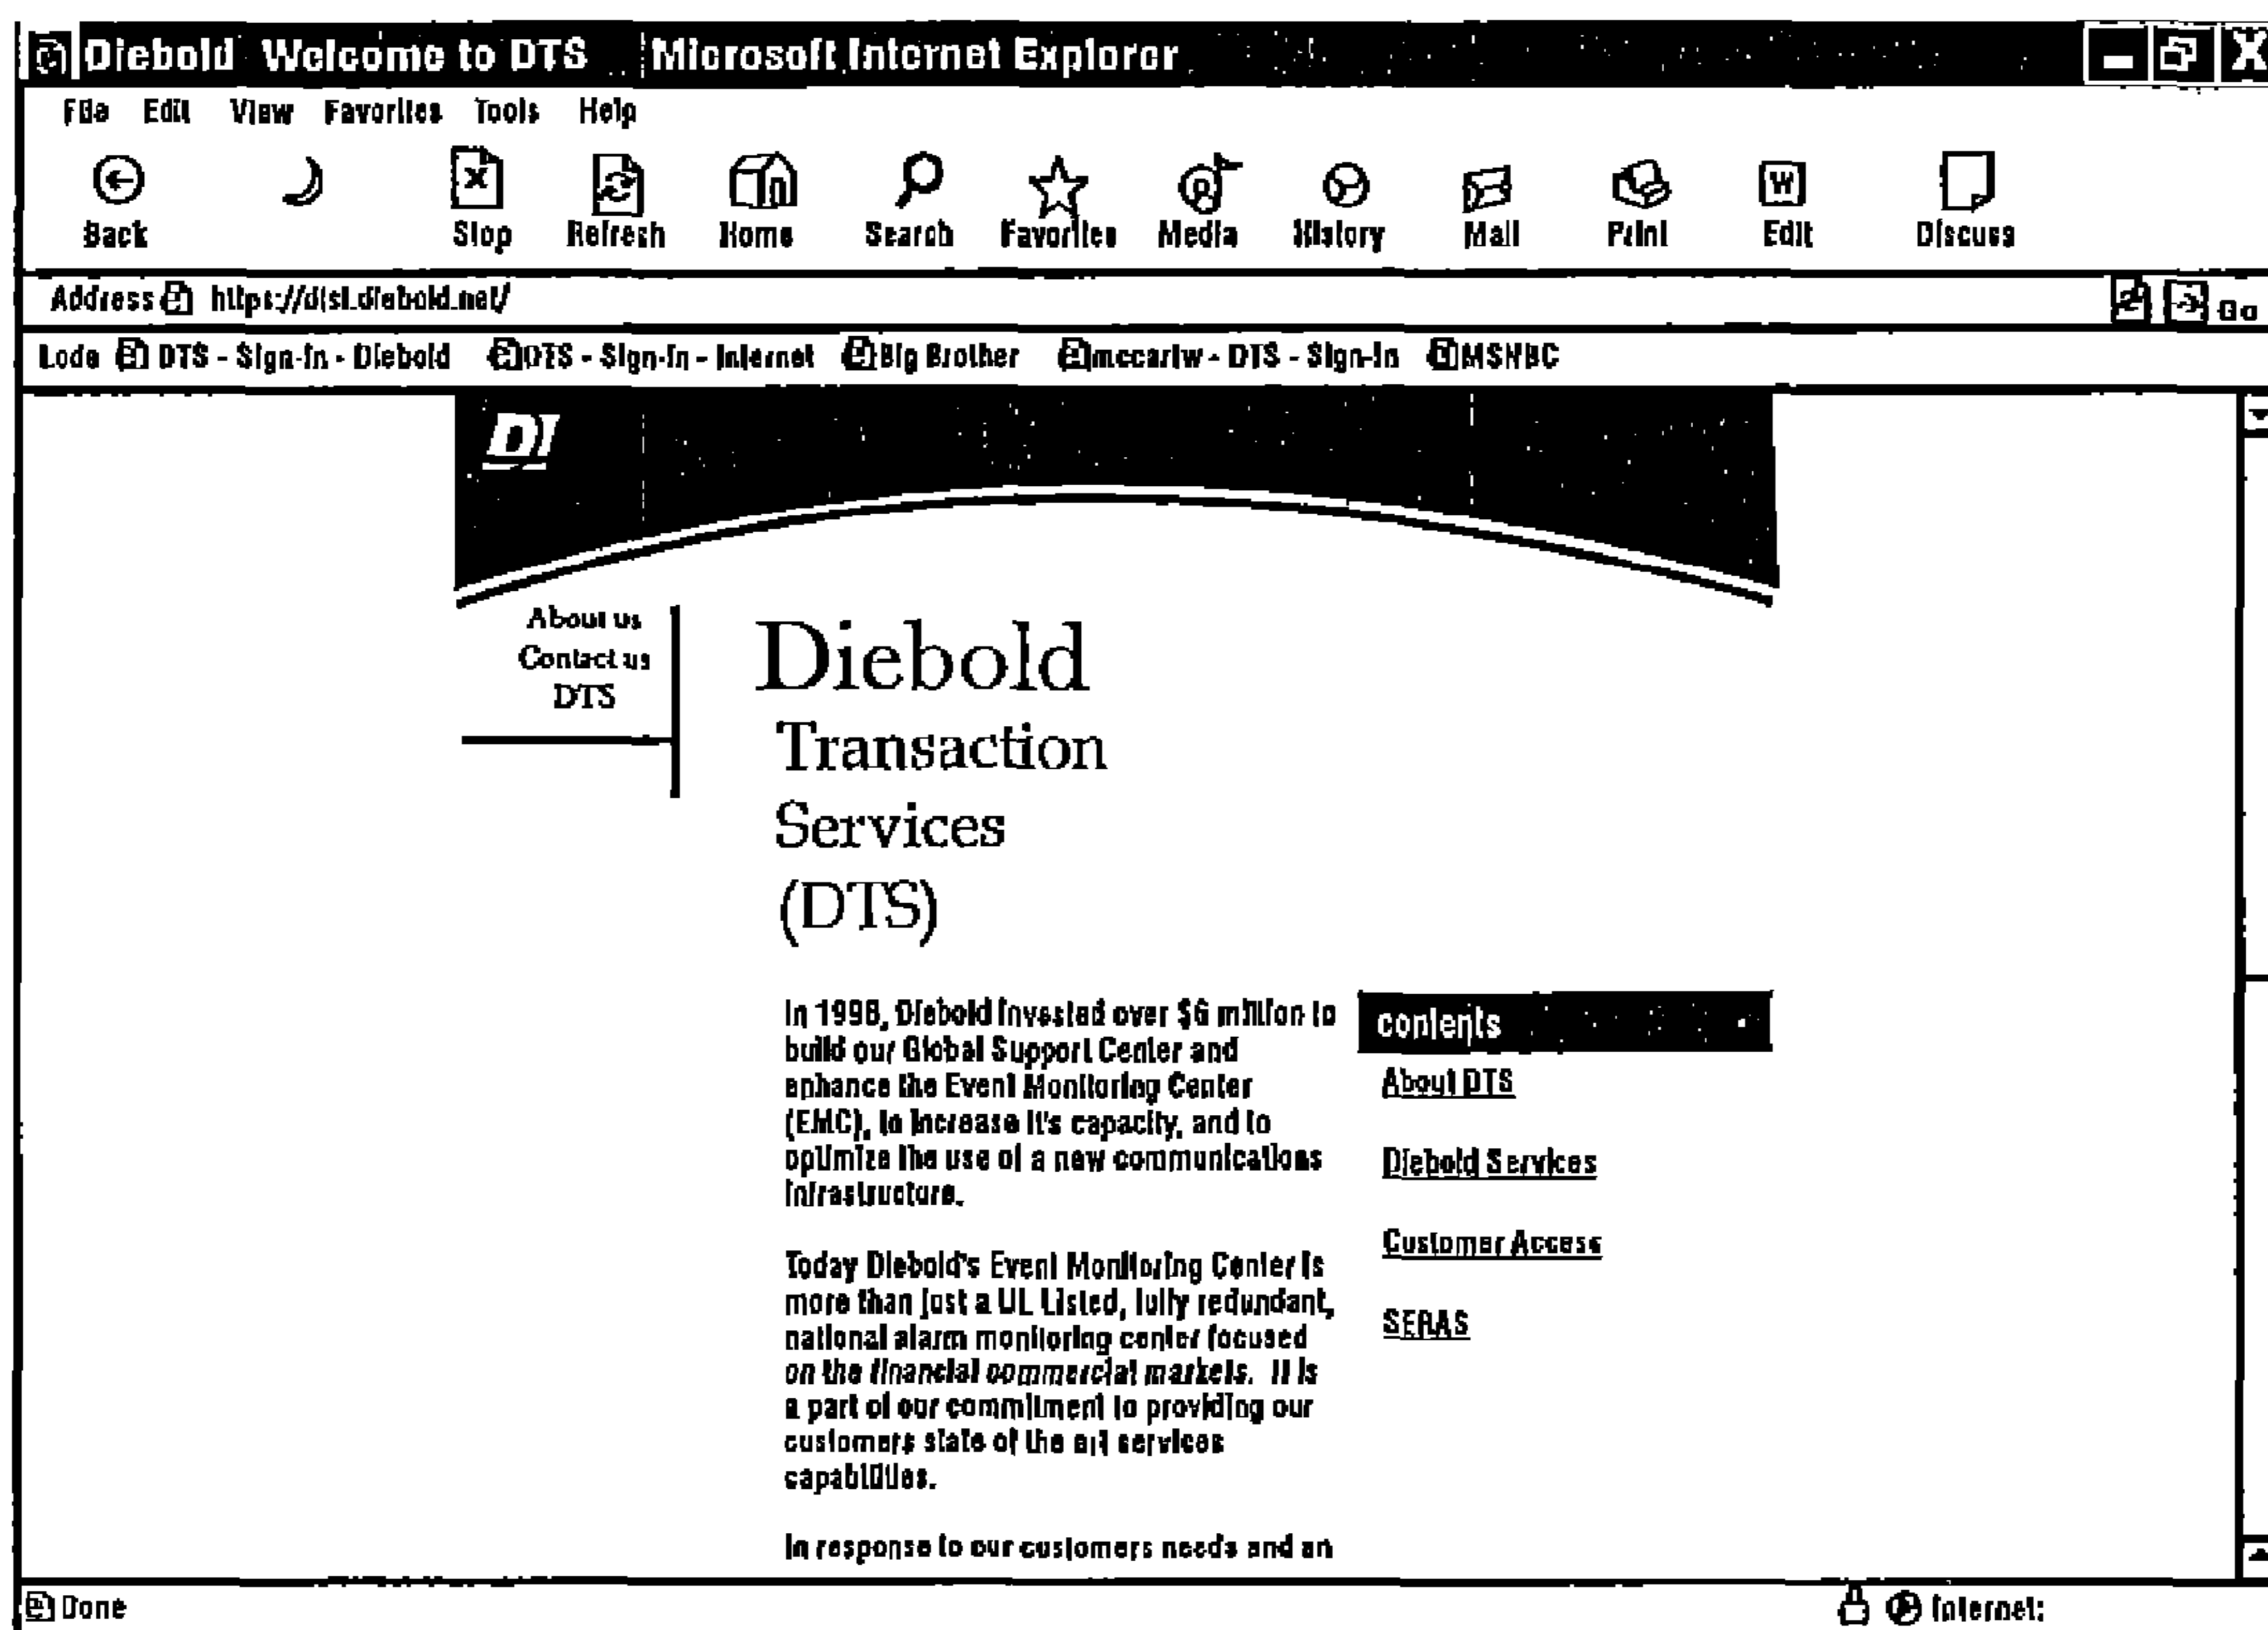 Diebold Welcome to DTS Microsoft Internet Explorer
File Edit View Favorites Tools Help
Back Stop Refresh Home Search Favorites Media History Mail Print Edit Discuss
Address https://dtsl.diebold.net/ Go
DTS - Sign-In - Diebold DTS - Sign-In - Internet Big Brother mccartw - DTS - Sign-In MSNBC
DI
About us
Contact us
DTS
Diebold
Transaction
Services
(DTS)
In 1998, Diebold invested over $6 million to
build our Global Support Center and
enhance the Event Monitoring Center
(EMC), to increase it's capacity, and to
optimize the use of a new communications
infrastructure.
Today Diebold's Event Monitoring Center is
more than just a UL Listed, fully redundant,
national alarm monitoring center focused
on the financial commercial markets. It is
a part of our commitment to providing our
customers state of the art services
capabilities.
In response to our customers needs and an
contents
About DTS
Diebold Services
Customer Access
SERAS
Done Internet: